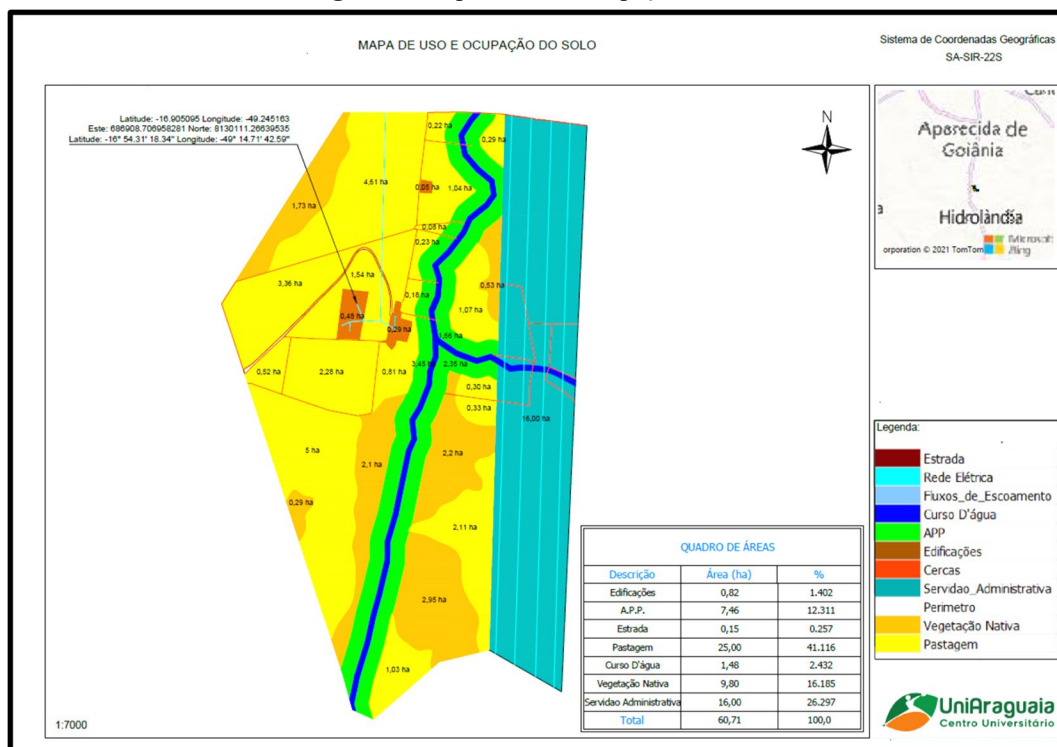 MAPA DE USO E OCUPAÇÃO DO SOLO
Sistema de Coordenadas Geográficas
SA-SIR-22S
Latitude: -16.905095 Longitude: -49.245163
Este: 686908.706958281 Norte: 8130111.26639535
Latitude: -16° 54.31' 18.34" Longitude: -49° 14.71' 42.59"
N
Aparecida de
Goiânia
Hidrolândia
orporation © 2021 TomTom
Microsoft
Bing
0,22 ha
0,29 ha
4,61 ha
0,05 ha
1,04 ha
1,73 ha
0,08 ha
0,23 ha
1,54 ha
3,36 ha
0,53 ha
0,16 ha
1,07 ha
0,48 ha
0,29 ha
2,35 ha
0,52 ha
2,28 ha
0,81 ha
0,30 ha
0,33 ha
16,00 ha
5 ha
2,1 ha
2,2 ha
0,29 ha
2,11 ha
2,95 ha
1,03 ha
Legenda:
Estrada
Rede Elétrica
Fluxos_de_Escoamento
Curso D'água
APP
Edificações
Cercas
Servidao_Administrativa
Perimetro
Vegetação Nativa
Pastagem
QUADRO DE ÁREAS
Descrição Área (ha) %
Edificações 0,82 1.402
A.P.P. 7,46 12.311
Estrada 0,15 0.257
Pastagem 25,00 41.116
Curso D'água 1,48 2.432
Vegetação Nativa 9,80 16.185
Servidao Administrativa 16,00 26.297
Total 60,71 100,0
1:7000
UniAraguaia
Centro Universitário